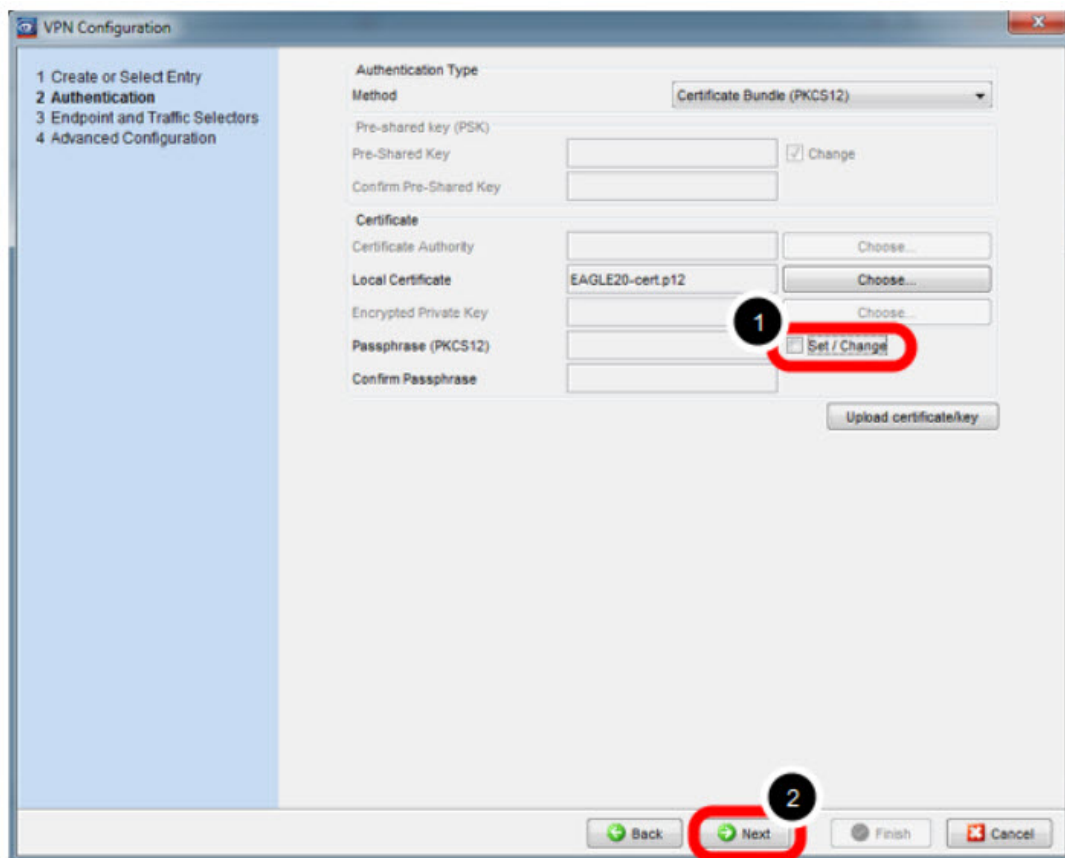 VPN Configuration
1 Create or Select Entry
2 Authentication
3 Endpoint and Traffic Selectors
4 Advanced Configuration
Authentication Type
Method Certificate Bundle (PKCS12)
Pre-shared key (PSK)
Pre-Shared Key Change
Confirm Pre-Shared Key
Certificate
Certificate Authority Choose...
Local Certificate EAGLE20-cert.p12 Choose...
Encrypted Private Key Choose...
1
Passphrase (PKCS12) Set / Change
Confirm Passphrase
Upload certificate/key
2
Back Next Finish Cancel